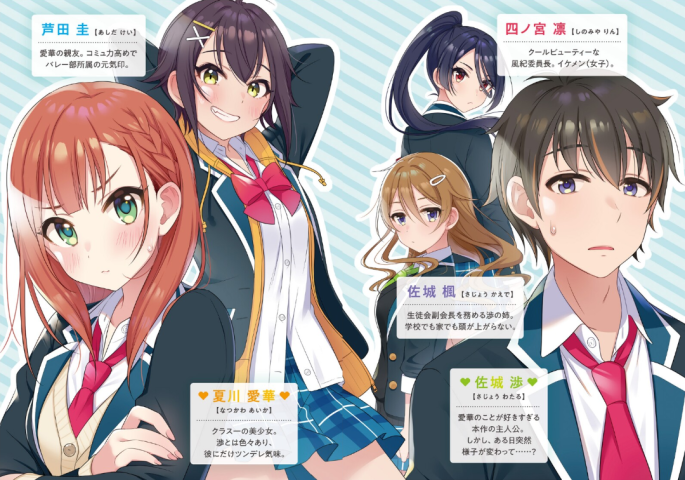 芦田 圭 【あしだ けい】
愛華の親友。コミュ力高めで
バレー部所属の元気印。
四ノ宮 凛 【しのみや りん】
クールビューティーな
風紀委員長。イケメン(女子)。
佐城 楓 【さじょう かえで】
生徒会副会長を務める渉の姉。
学校でも家でも頭が上がらない。
♥夏川 愛華♥
【なつかわ あいか】
クラス一の美少女。
渉とは色々あり、
彼にだけツンデレ気味。
♥佐城 渉♥
【さじょう わたる】
愛華のことが好きすぎる
本作の主人公。
しかし、ある日突然
様子が変わって……?